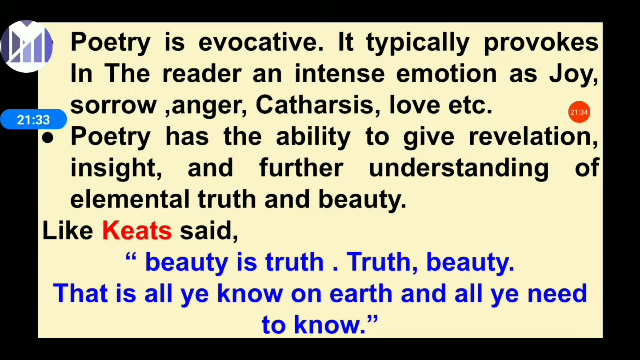 Poetry is evocative. It typically provokes
In The reader an intense emotion as Joy,
sorrow ,anger, Catharsis, love etc.
21:33
21:34
● Poetry has the ability to give revelation,
insight, and further understanding of
elemental truth and beauty.
Like Keats said,
“ beauty is truth . Truth, beauty.
That is all ye know on earth and all ye need
to know.”